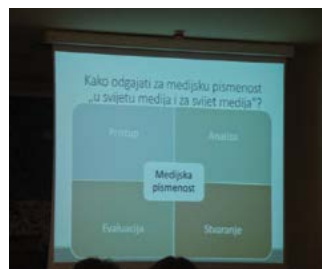 Kako odgajati za medijsku pismenost
„u svijetu medija i za svijet medija"?
Pristup
Analiza
Medijska
pismenost
Evaluacija
Stvaranje